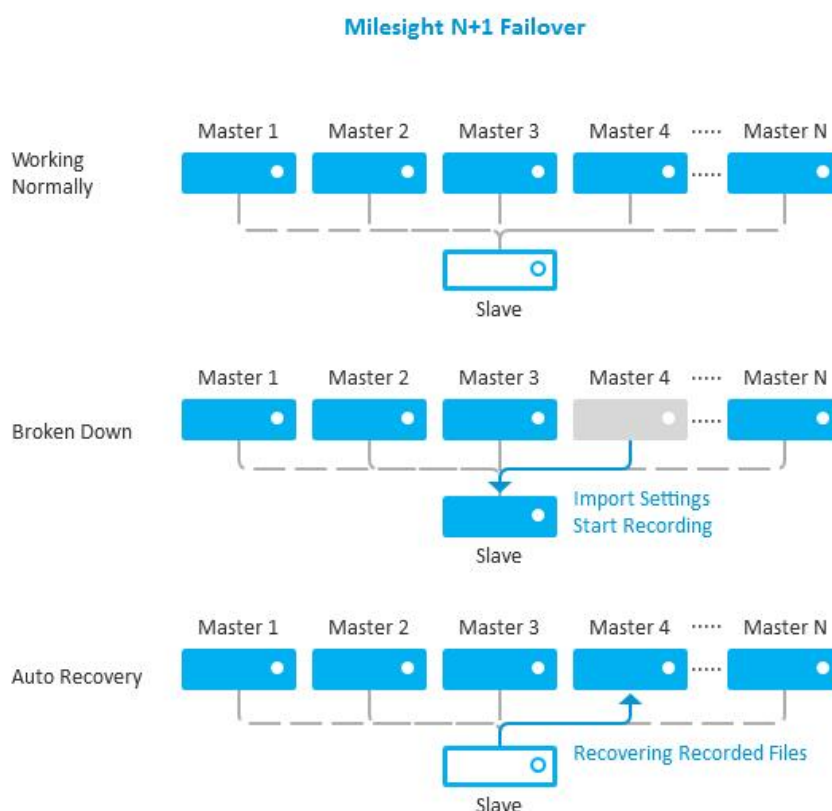 Milesight N+1 Failover
Master 1 Master 2 Master 3 Master 4 ····· Master N
Working
Normally
·····
Slave
Master 1 Master 2 Master 3 Master 4 ····· Master N
Broken Down
·····
Import Settings
Start Recording
Slave
Master 1 Master 2 Master 3 Master 4 ····· Master N
Auto Recovery
·····
Recovering Recorded Files
Slave